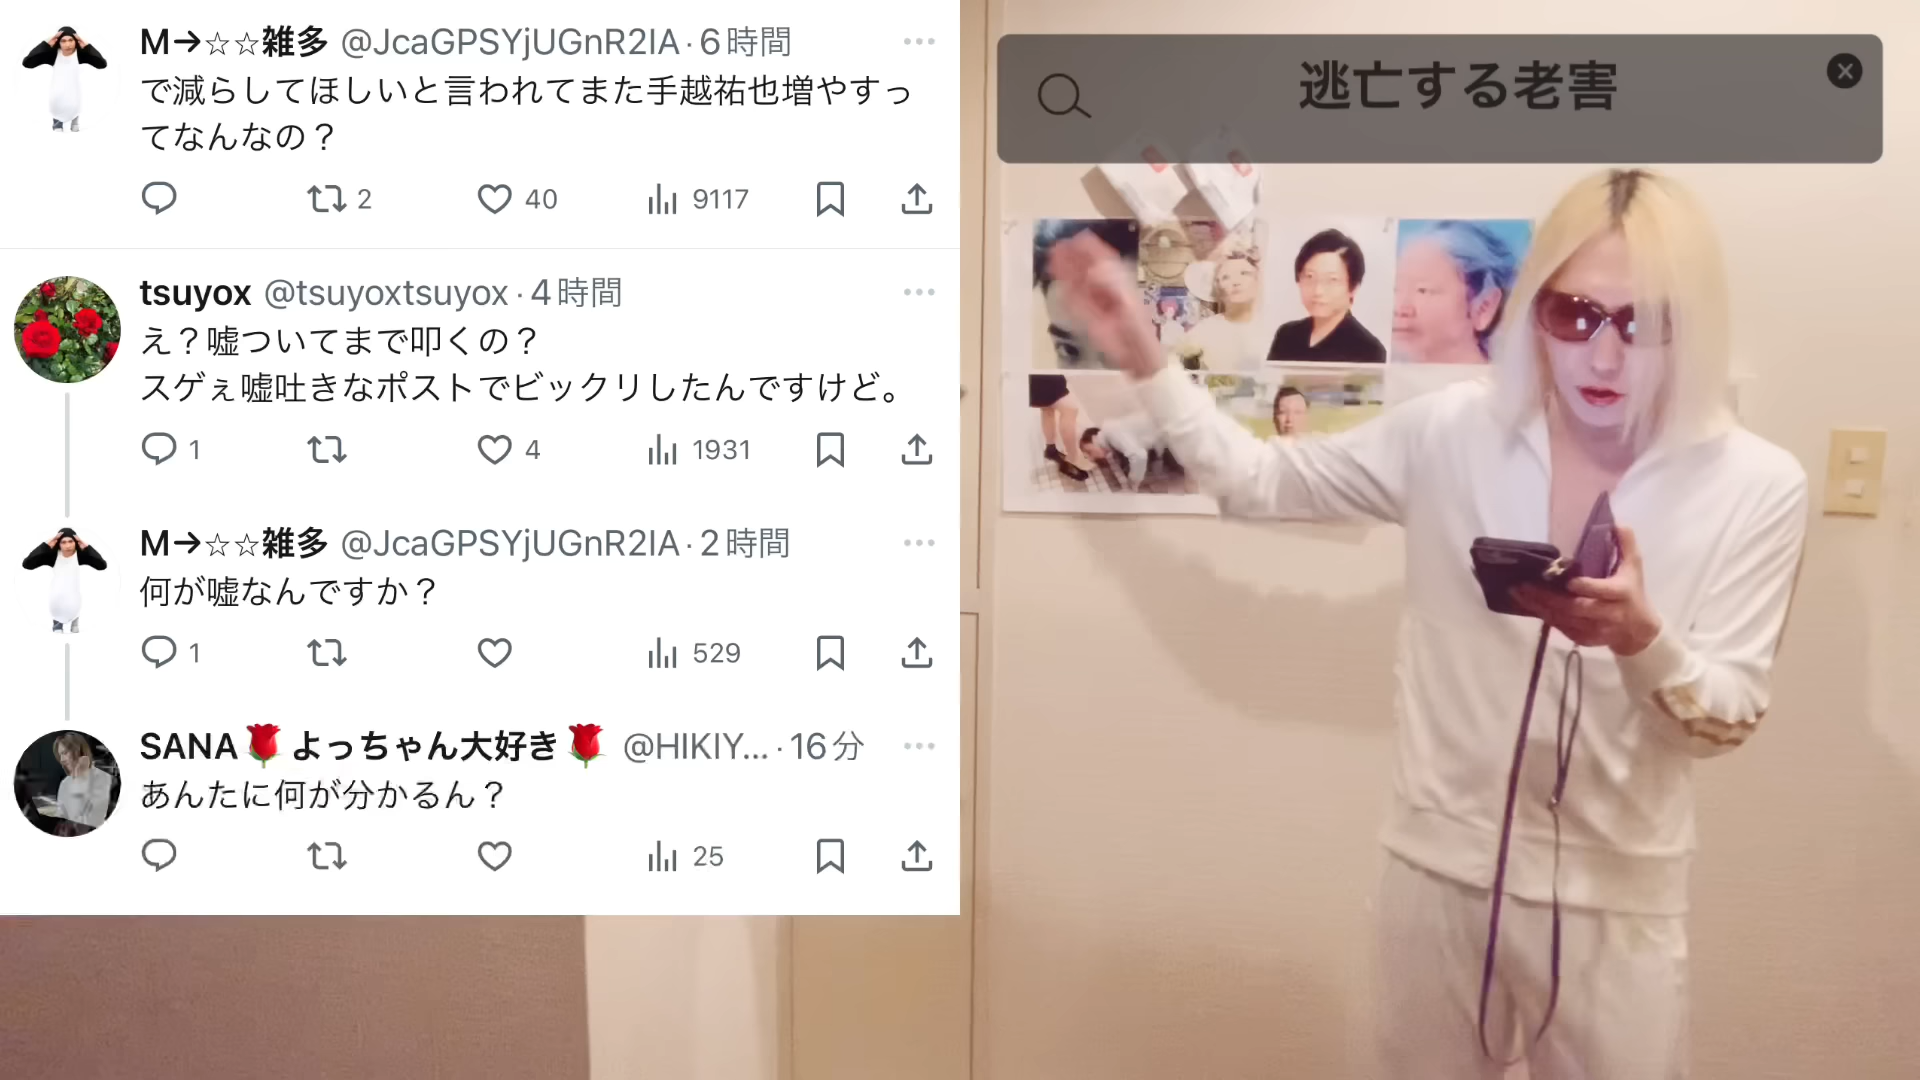 M→☆☆雑多 @JcaGPSYjUGnR2IA · 6時間
で減らしてほしいと言われてまた手越祐也増やすっ
てなんなの？
2 40 9117
tsuyox @tsuyoxtsuyox · 4時間
え？嘘ついてまで叩くの？
スゲぇ嘘吐きなポストでビックリしたんですけど。
1 4 1931
M→☆☆雑多 @JcaGPSYjUGnR2IA · 2時間
何が嘘なんですか？
1 529
SANA🌹よっちゃん大好き🌹 @HIKIY... · 16分
あんたに何が分かるん？
25
逃亡する老害